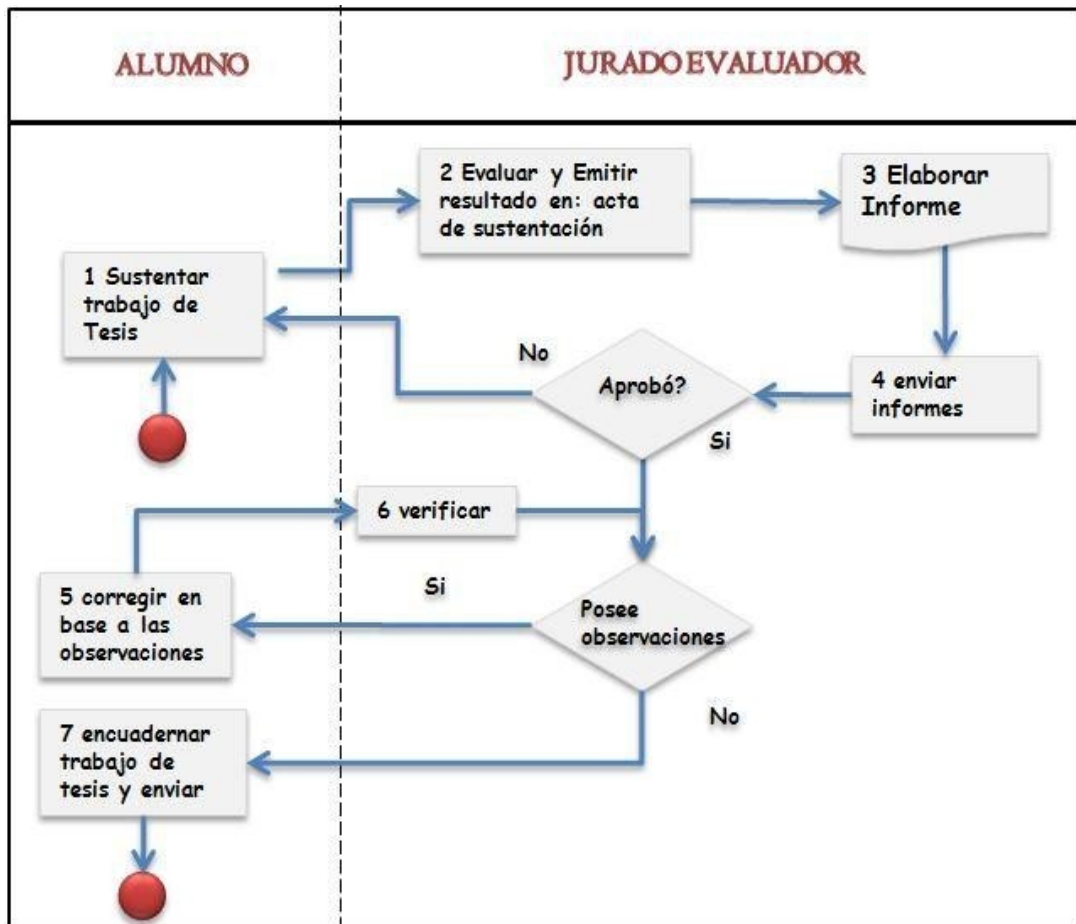 ALUMNO
JURADO EVALUADOR
2 Evaluar y Emitir
resultado en: acta
de sustentación
3 Elaborar
Informe
1 Sustentar
trabajo de
Tesis
No
Aprobó?
4 enviar
informes
Si
6 verificar
5 corregir en
base a las
observaciones
Si
Posee
observaciones
No
7 encuadernar
trabajo de
tesis y enviar